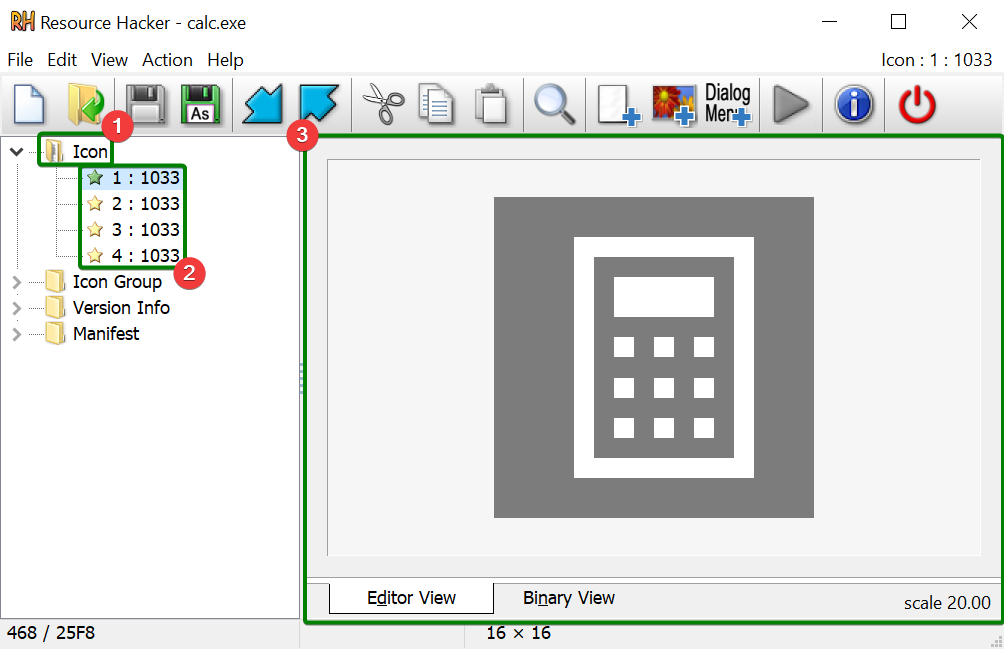 RH Resource Hacker - calc.exe
File Edit View Action Help
Icon : 1 : 1033
As
Dialog
Menu
1
3
Icon
1 : 1033
2 : 1033
3 : 1033
4 : 1033
2
Icon Group
Version Info
Manifest
Editor View
Binary View
scale 20.00
468 / 25F8
16 × 16